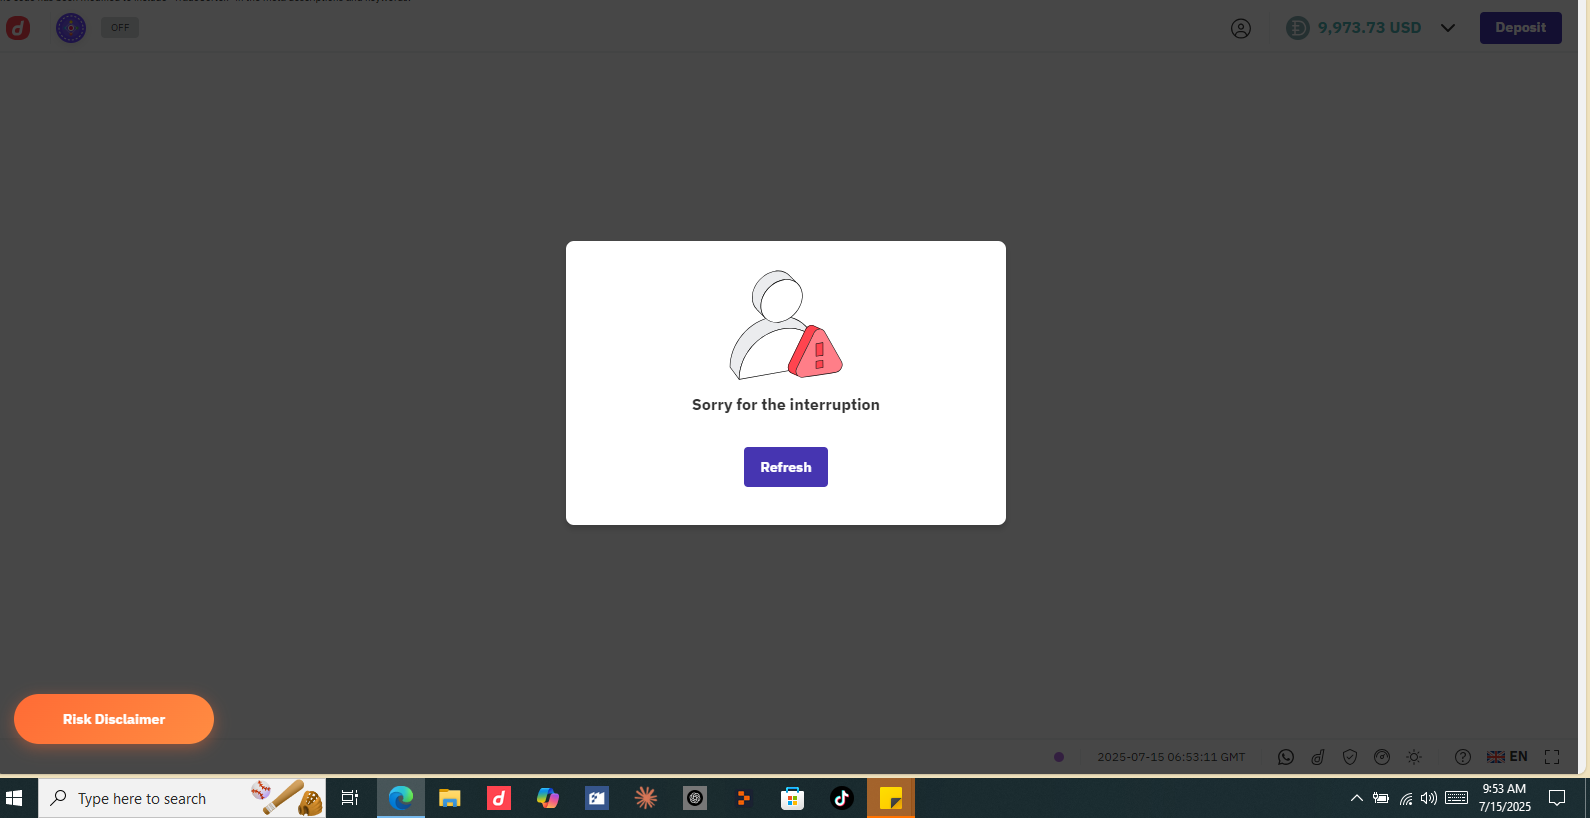 OFF
9,973.73 USD
Deposit
Sorry for the interruption
Refresh
Risk Disclaimer
2025-07-15 06:53:11 GMT
EN
Type here to search
9:53 AM
7/15/2025